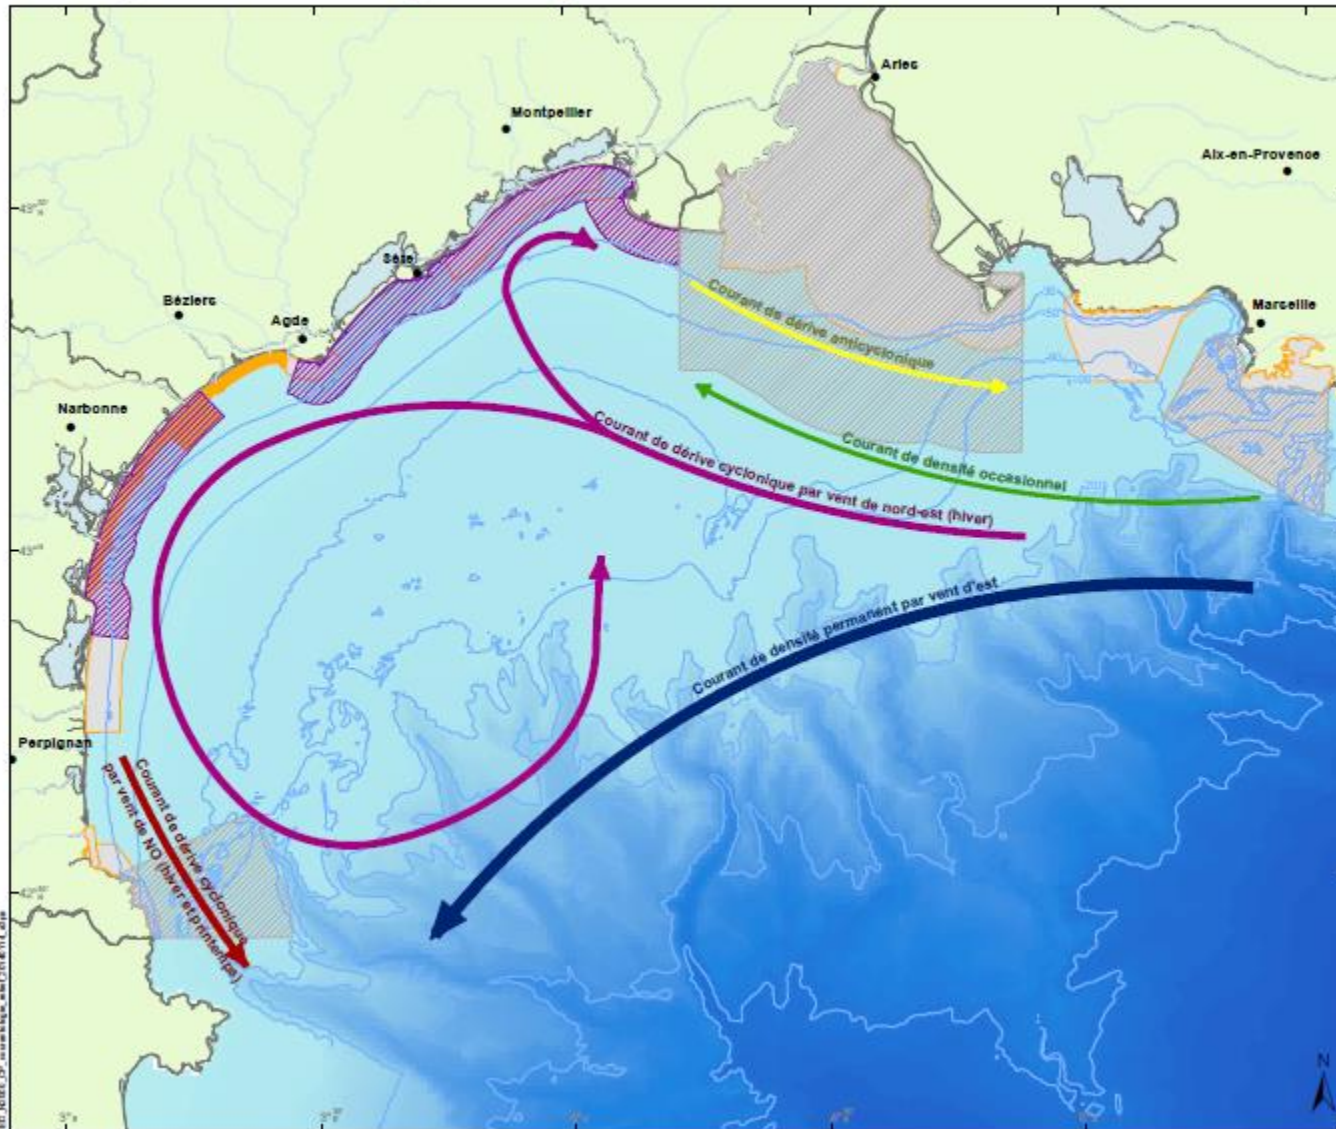 Arles
Montpellier
Aix-en-Provence
Sète
Béziers
Marseille
Agde
Courant de dérive anticyclonique
Narbonne
Courant de densité occasionnel
Courant de dérive cyclonique par vent de nord-est (hiver)
Courant de densité permanent par vent d'est
Perpignan
Courant de dérive cyclonique
par vent de NO (hiver et printemps)
N